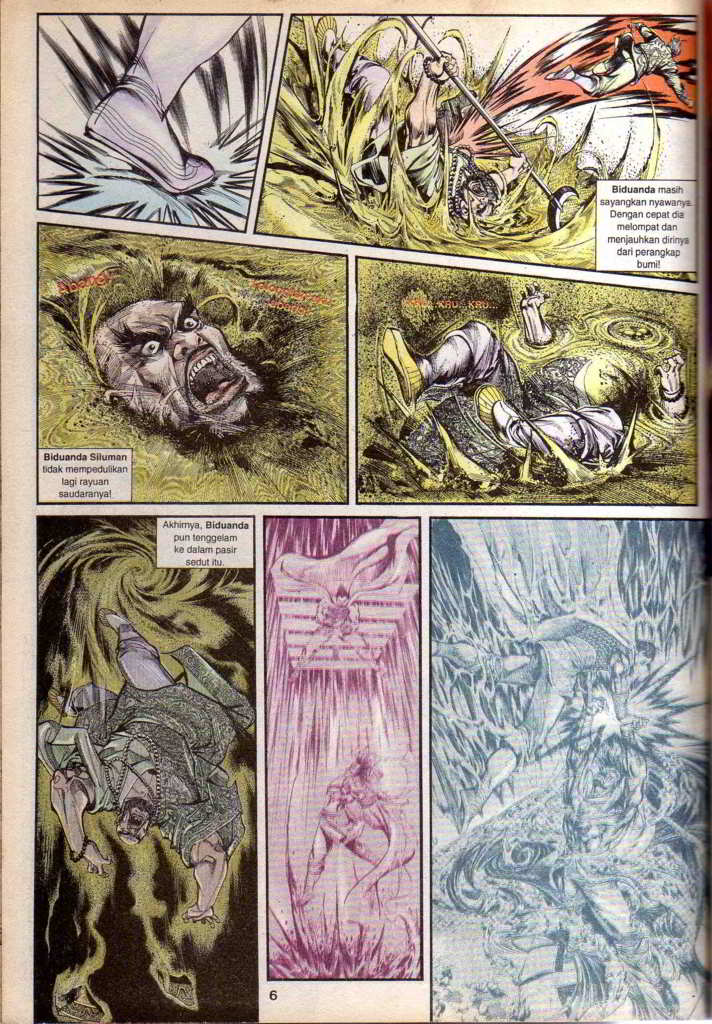 Biduanda masih
sayangkan nyawanya.
Dengan cepat dia
melompat dan
menjauhkan dirinya
dari perangkap
bumi!
Biduanda Siluman
tidak mempedulikan
lagi rayuan
saudaranya!
KRU... KRU.. KRU...
Akhirnya, Biduanda
pun tenggelam
ke dalam pasir
sedut itu.
6